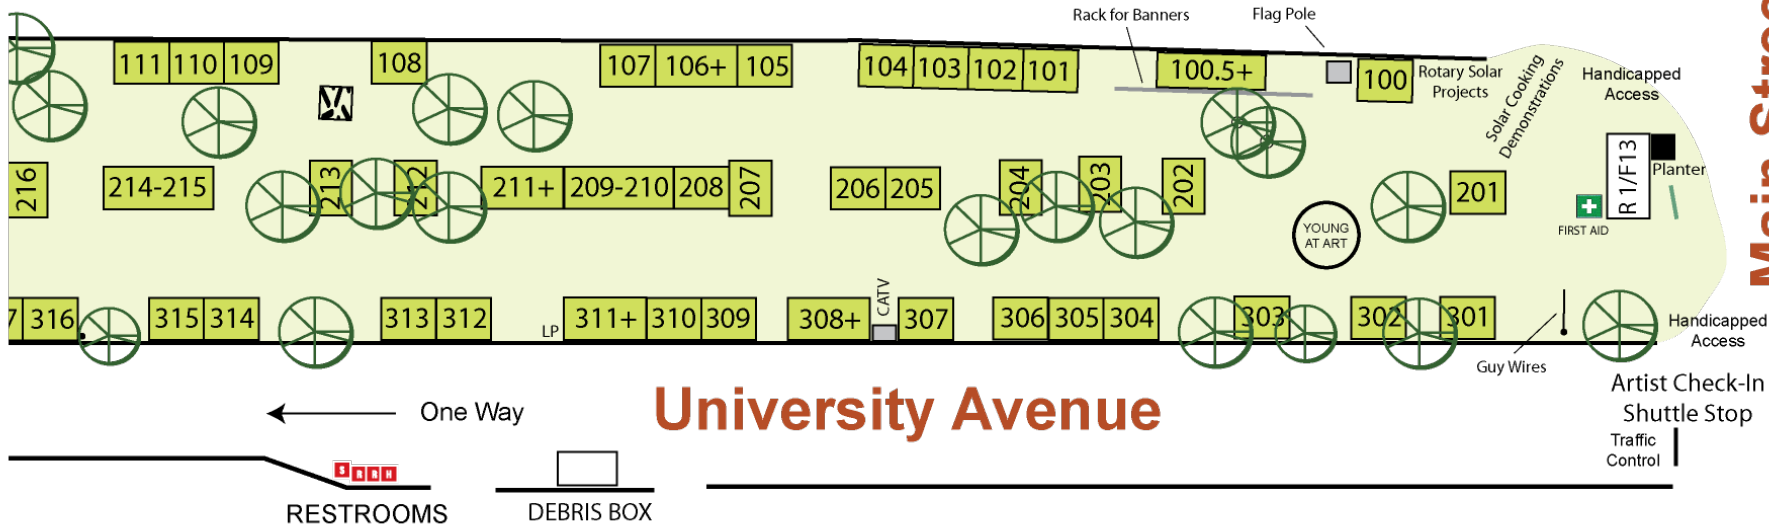 Rack for Banners
Flag Pole
111 110 109
108
107 106+ 105
104 103 102 101
100.5+
100
Rotary Solar
Projects
Solar Cooking
Demonstrations
Handicapped
Access
Main Street
216
214-215
213
212
211+ 209-210 208 207
206 205
204
203
202
201
YOUNG
AT ART
FIRST AID
R 1/F13
Planter
7 316
315 314
313 312
LP
311+ 310 309
308+
CATV
307
306 305 304
303
302
301
Guy Wires
Handicapped
Access
Artist Check-In
Shuttle Stop
Traffic
Control
One Way
University Avenue
RESTROOMS
DEBRIS BOX